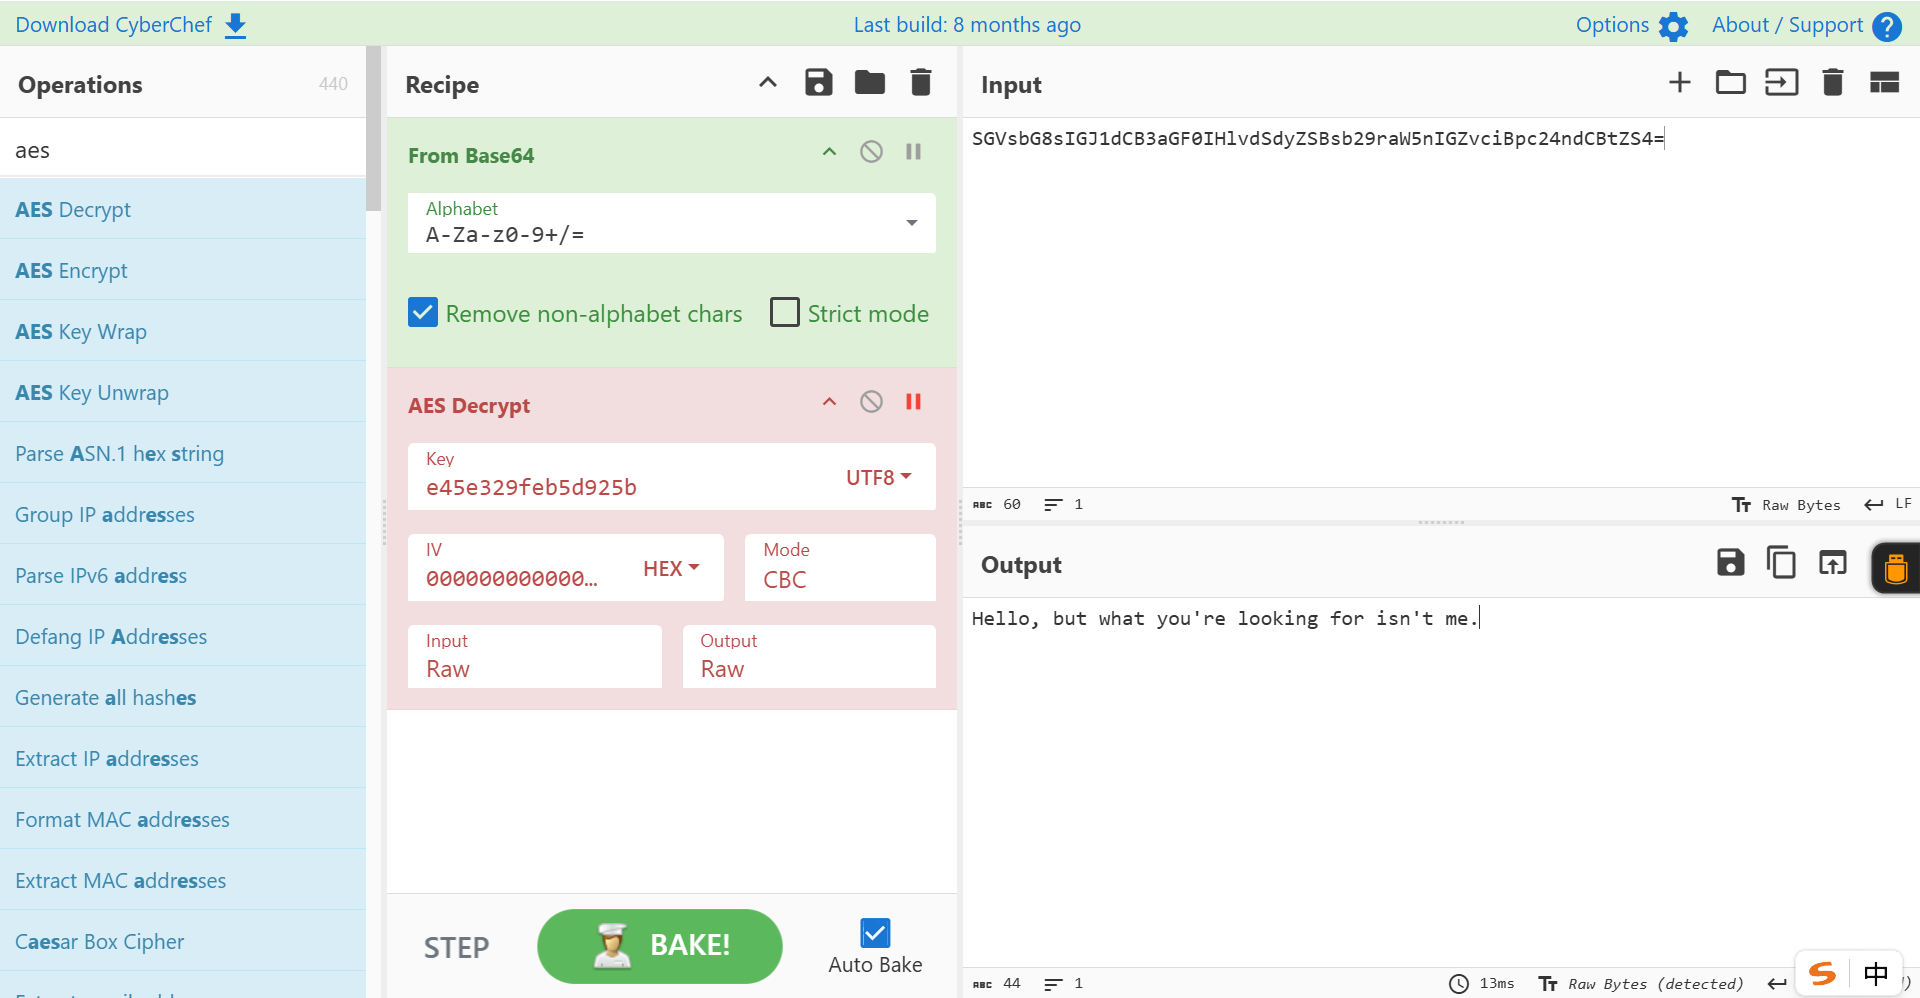 Download CyberChef
Last build: 8 months ago
Options
About / Support
Operations
440
aes
AES Decrypt
AES Encrypt
AES Key Wrap
AES Key Unwrap
Parse ASN.1 hex string
Group IP addresses
Parse IPv6 address
Defang IP Addresses
Generate all hashes
Extract IP addresses
Format MAC addresses
Extract MAC addresses
Caesar Box Cipher
Recipe
From Base64
Alphabet
A-Za-z0-9+/=
Remove non-alphabet chars
Strict mode
AES Decrypt
Key
e45e329feb5d925b
UTF8
IV
000000000000...
HEX
Mode
CBC
Input
Raw
Output
Raw
STEP
BAKE!
Auto Bake
Input
SGVsbG8sIGJ1dCB3aGF0IHlvdSdyZSBsb29raW5nIGZvciBpc24ndCBtZS4=
ABC 60
1
Raw Bytes
LF
Output
Hello, but what you're looking for isn't me.
ABC 44
1
13ms
Raw Bytes (detected)
S
中